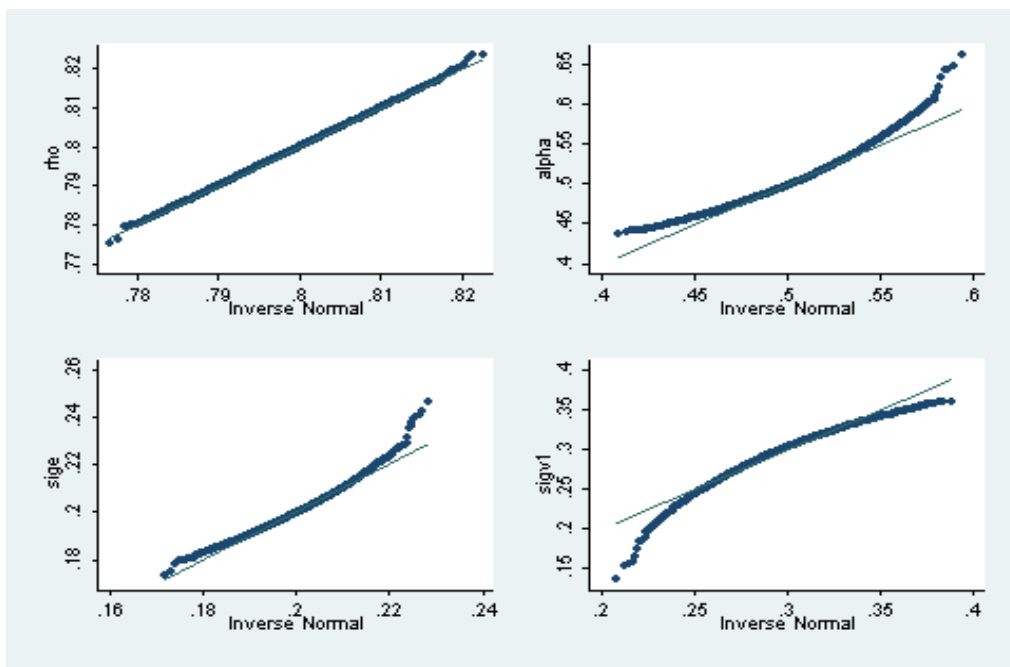 rho
.77 .78 .79 .8 .81 .82
.78 .79 .8 .81 .82
Inverse Normal
alpha
.4 .45 .5 .55 .6 .65
.4 .45 .5 .55 .6
Inverse Normal
sige
.18 .2 .22 .24 .26
.16 .18 .2 .22 .24
Inverse Normal
sigv1
.15 .2 .25 .3 .35 .4
.2 .25 .3 .35 .4
Inverse Normal